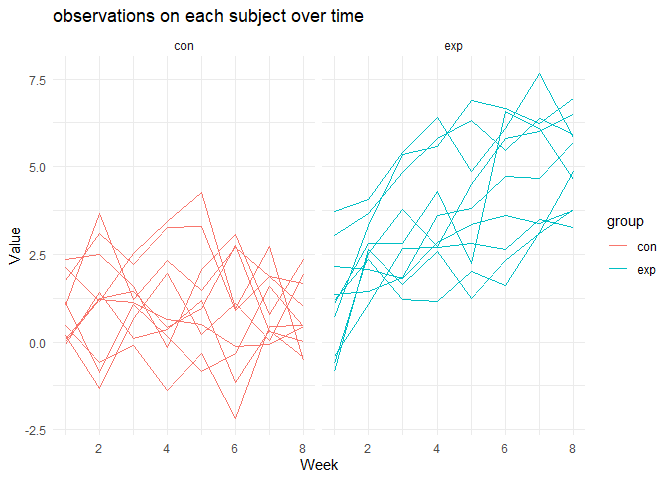 observations on each subject over time
con exp
7.5
5.0
2.5
0.0
-2.5
Value
2 4 6 8 2 4 6 8
Week
group
con
exp